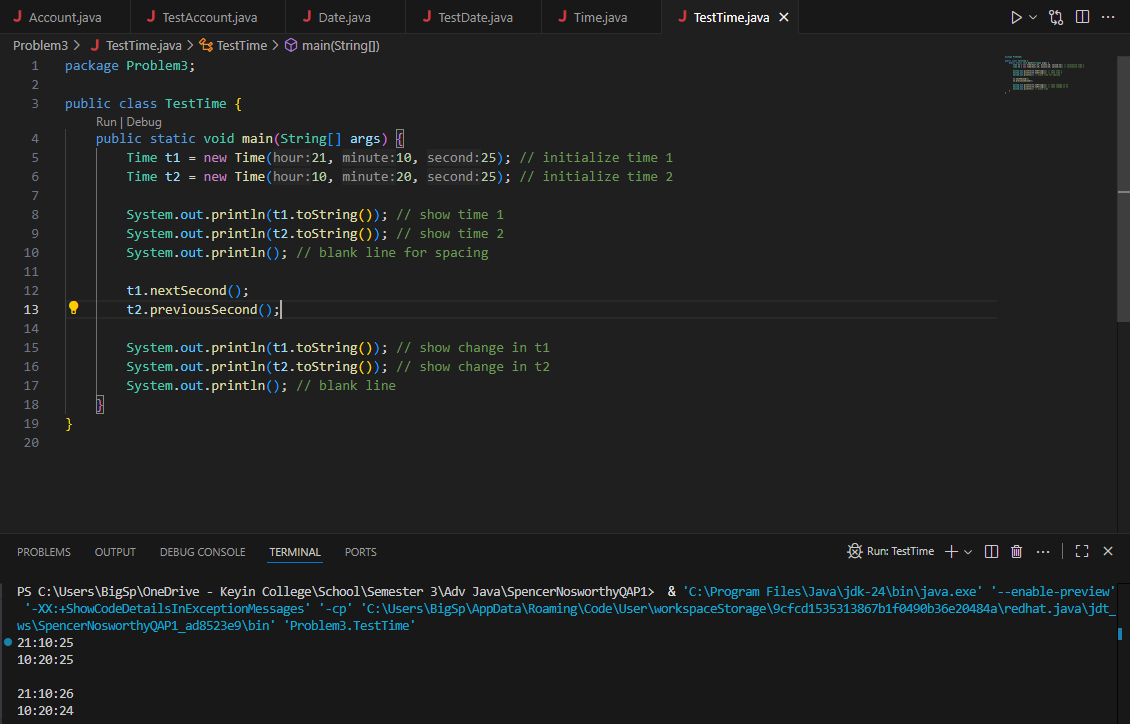 Account.java TestAccount.java Date.java TestDate.java Time.java TestTime.java
Problem3 > TestTime.java > TestTime > main(String[])
1 package Problem3;
2
3 public class TestTime {
Run | Debug
4 public static void main(String[] args) {
5 Time t1 = new Time(hour:21, minute:10, second:25); // initialize time 1
6 Time t2 = new Time(hour:10, minute:20, second:25); // initialize time 2
7
8 System.out.println(t1.toString()); // show time 1
9 System.out.println(t2.toString()); // show time 2
10 System.out.println(); // blank line for spacing
11
12 t1.nextSecond();
13 t2.previousSecond();
14
15 System.out.println(t1.toString()); // show change in t1
16 System.out.println(t2.toString()); // show change in t2
17 System.out.println(); // blank line
18 }
19 }
20
PROBLEMS OUTPUT DEBUG CONSOLE TERMINAL PORTS Run: TestTime
PS C:\Users\BigSp\OneDrive - Keyin College\School\Semester 3\Adv Java\SpencerNosworthyQAP1> & 'C:\Program Files\Java\jdk-24\bin\java.exe' '--enable-preview'
'-XX:+ShowCodeDetailsInExceptionMessages' '-cp' 'C:\Users\BigSp\AppData\Roaming\Code\User\workspaceStorage\9cfcd1535313867b1f0490b36e20484a\redhat.java\jdt_
ws\SpencerNosworthyQAP1_ad8523e9\bin' 'Problem3.TestTime'
21:10:25
10:20:25
21:10:26
10:20:24